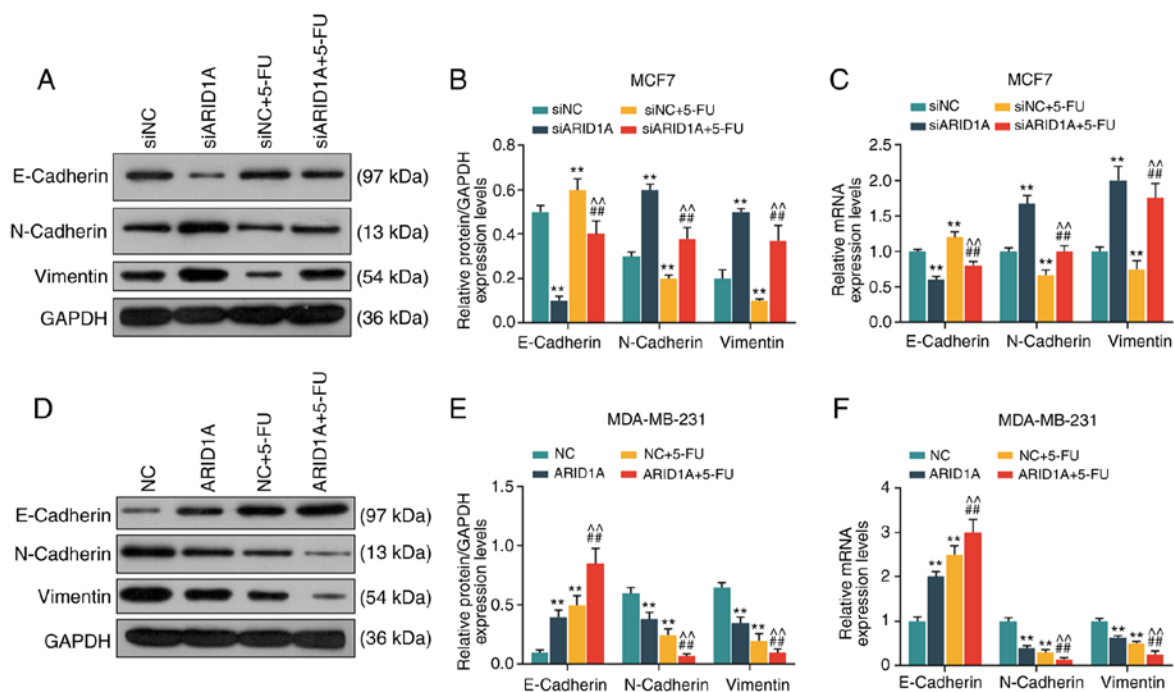 A
siNC
siARID1A
siNC+5-FU
siARID1A+5-FU
E-Cadherin (97 kDa)
N-Cadherin (13 kDa)
Vimentin (54 kDa)
GAPDH (36 kDa)
B
MCF7
siNC siNC+5-FU
siARID1A siARID1A+5-FU
Relative protein/GAPDH
expression levels
0.8
0.6
0.4
0.2
0.0
** ** ^^
##
** ** ^^
##
** ** ^^
##
E-Cadherin N-Cadherin Vimentin
C
MCF7
siNC siNC+5-FU
siARID1A siARID1A+5-FU
Relative mRNA
expression levels
2.5
2.0
1.5
1.0
0.5
0.0
** ** ^^
##
** ** ^^
##
** ** ^^
##
E-Cadherin N-Cadherin Vimentin
D
NC
ARID1A
NC+5-FU
ARID1A+5-FU
E-Cadherin (97 kDa)
N-Cadherin (13 kDa)
Vimentin (54 kDa)
GAPDH (36 kDa)
E
MDA-MB-231
NC NC+5-FU
ARID1A ARID1A+5-FU
Relative protein/GAPDH
expression levels
1.5
1.0
0.5
0.0
** ** ^^
##
** ** ^^
##
** ** ^^
##
E-Cadherin N-Cadherin Vimentin
F
MDA-MB-231
NC NC+5-FU
ARID1A ARID1A+5-FU
Relative mRNA
expression levels
4
3
2
1
0
** ** ^^
##
** ** ^^
##
** ** ^^
##
E-Cadherin N-Cadherin Vimentin